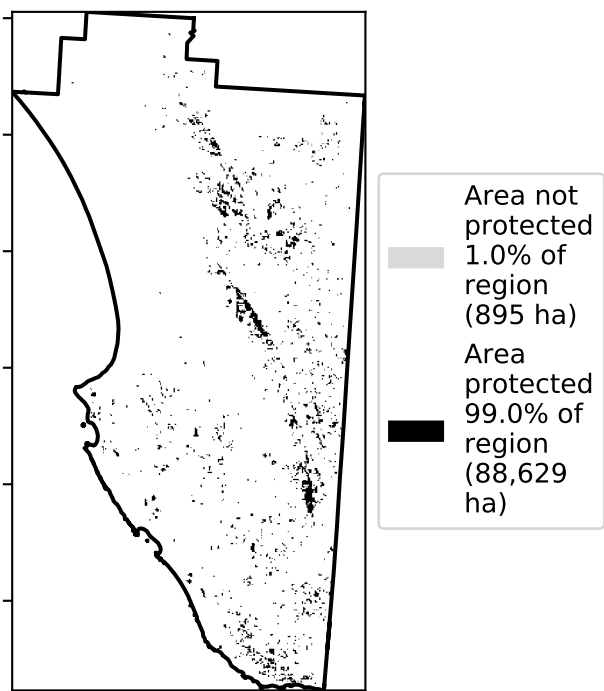 Area not
protected
1.0% of
region
(895 ha)
Area
protected
99.0% of
region
(88,629
ha)